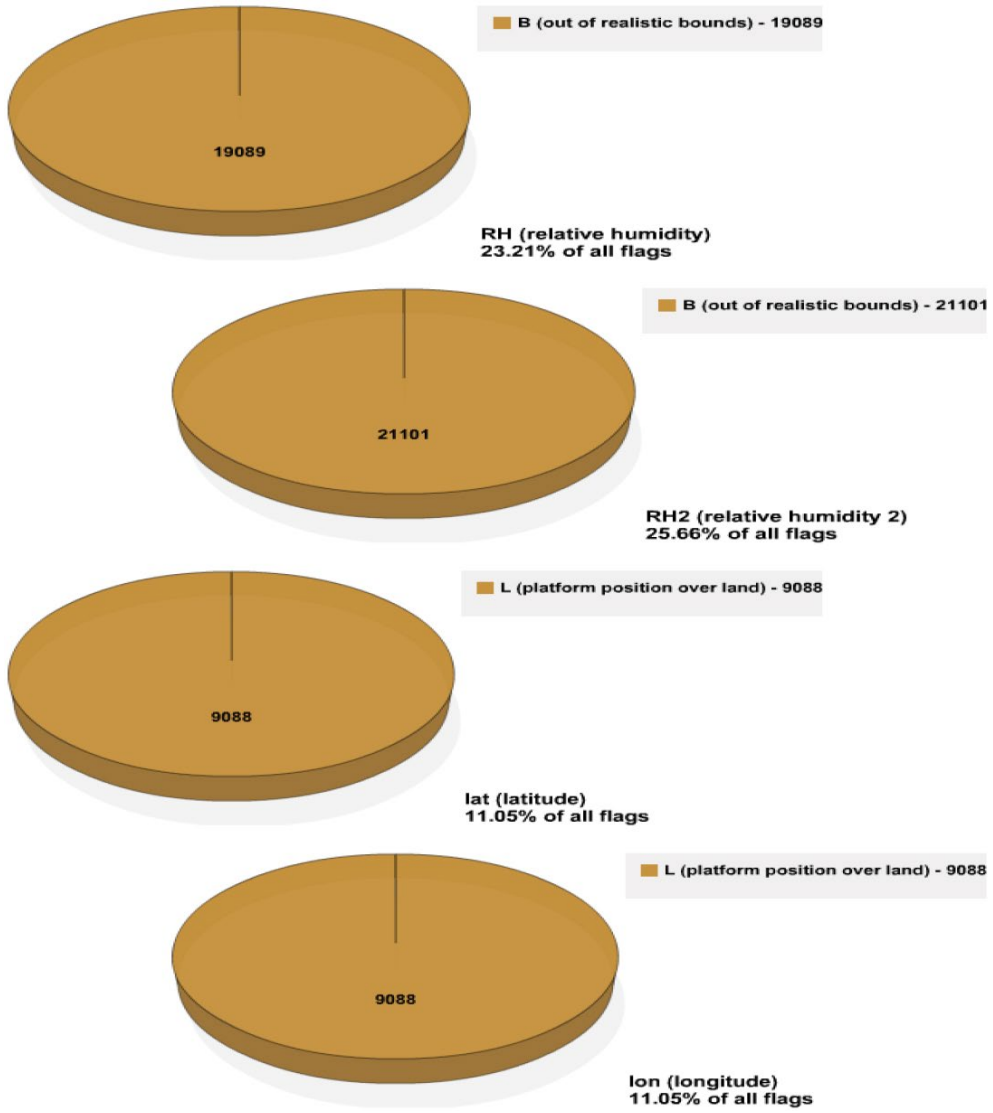 B (out of realistic bounds) - 19089
19089
RH (relative humidity)
23.21% of all flags
B (out of realistic bounds) - 21101
21101
RH2 (relative humidity 2)
25.66% of all flags
L (platform position over land) - 9088
9088
lat (latitude)
11.05% of all flags
L (platform position over land) - 9088
9088
lon (longitude)
11.05% of all flags